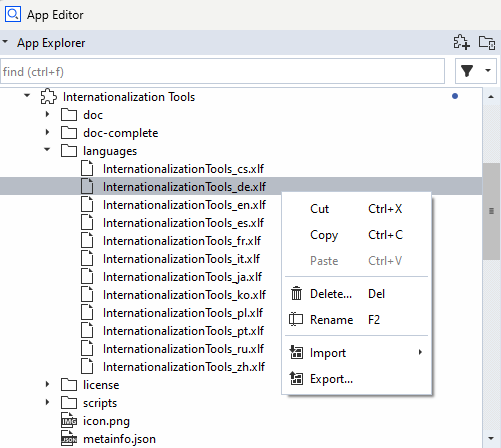 App Editor
App Explorer
find (ctrl+f)
Internationalization Tools
doc
doc-complete
languages
InternationalizationTools_cs.xlf
InternationalizationTools_de.xlf
InternationalizationTools_en.xlf
InternationalizationTools_es.xlf
InternationalizationTools_fr.xlf
InternationalizationTools_it.xlf
InternationalizationTools_ja.xlf
InternationalizationTools_ko.xlf
InternationalizationTools_pl.xlf
InternationalizationTools_pt.xlf
InternationalizationTools_ru.xlf
InternationalizationTools_zh.xlf
license
scripts
icon.png
metainfo.json
Cut Ctrl+X
Copy Ctrl+C
Paste Ctrl+V
Delete... Del
Rename F2
Import
Export...